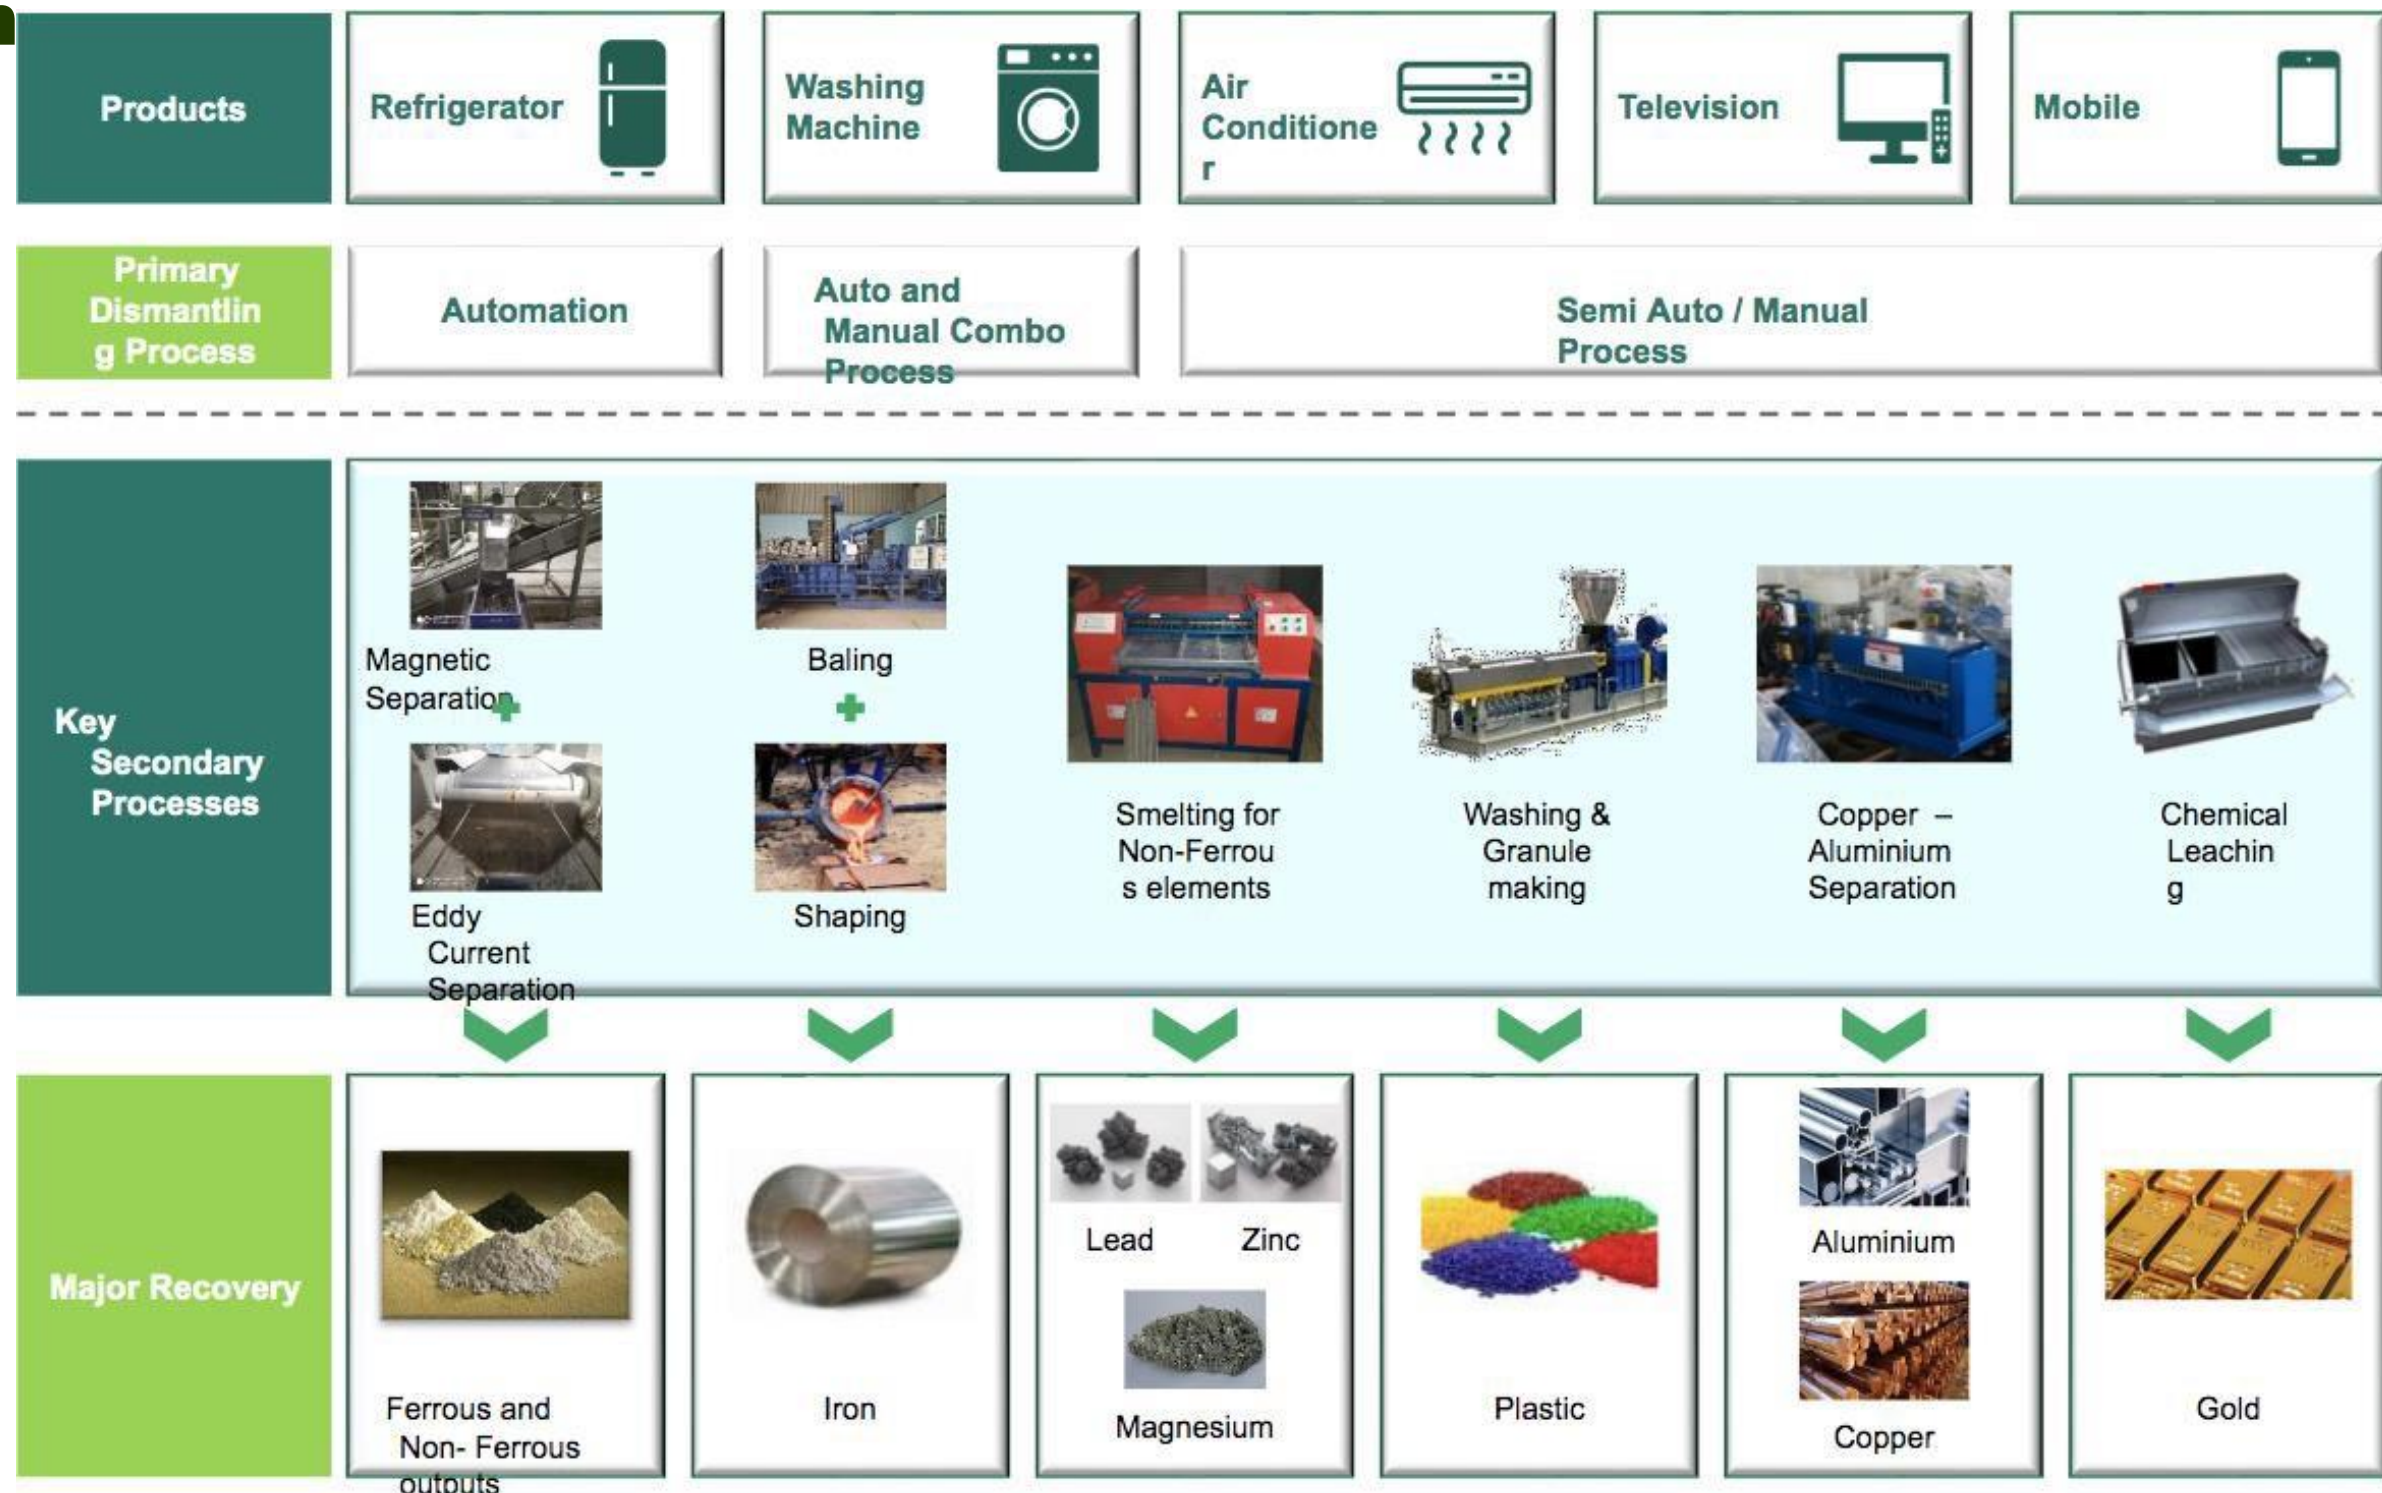 Products
Refrigerator
Washing
Machine
Air
Conditione
r
Television
Mobile
Primary
Dismantlin
g Process
Automation
Auto and
Manual Combo
Process
Semi Auto / Manual
Process
Key
Secondary
Processes
Magnetic
Separation
Eddy
Current
Separation
Baling
Shaping
Smelting for
Non-Ferrou
s elements
Washing &
Granule
making
Copper –
Aluminium
Separation
Chemical
Leachin
g
Major Recovery
Ferrous and
Non- Ferrous
outputs
Iron
Lead
Zinc
Magnesium
Plastic
Aluminium
Copper
Gold